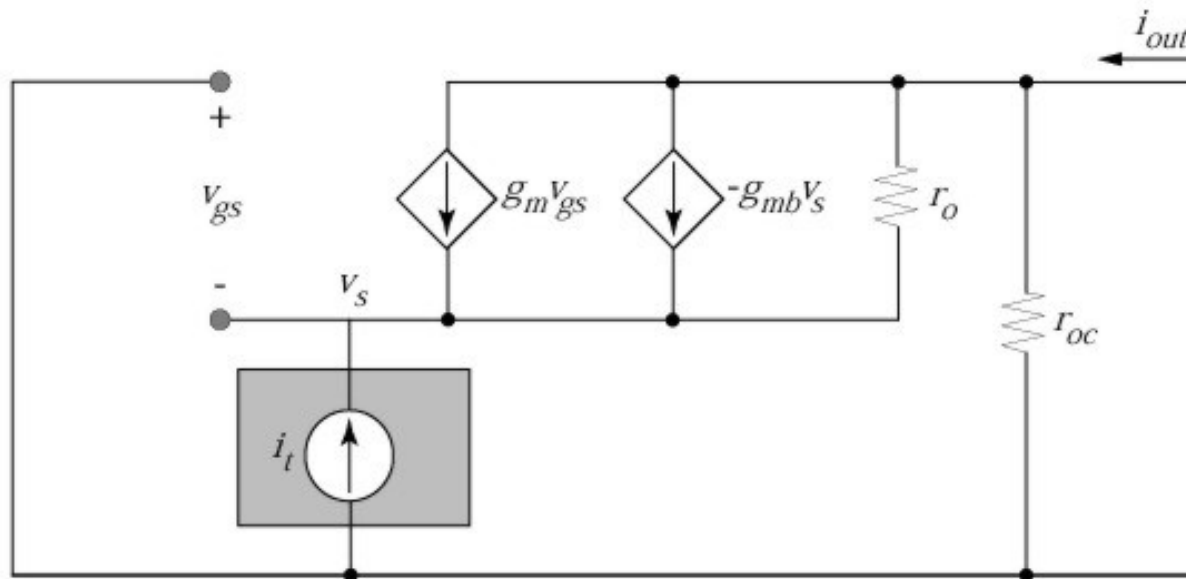 i_out
+
v_gs
-
g_m v_gs
-g_mb v_s
r_o
v_s
r_oc
i_t